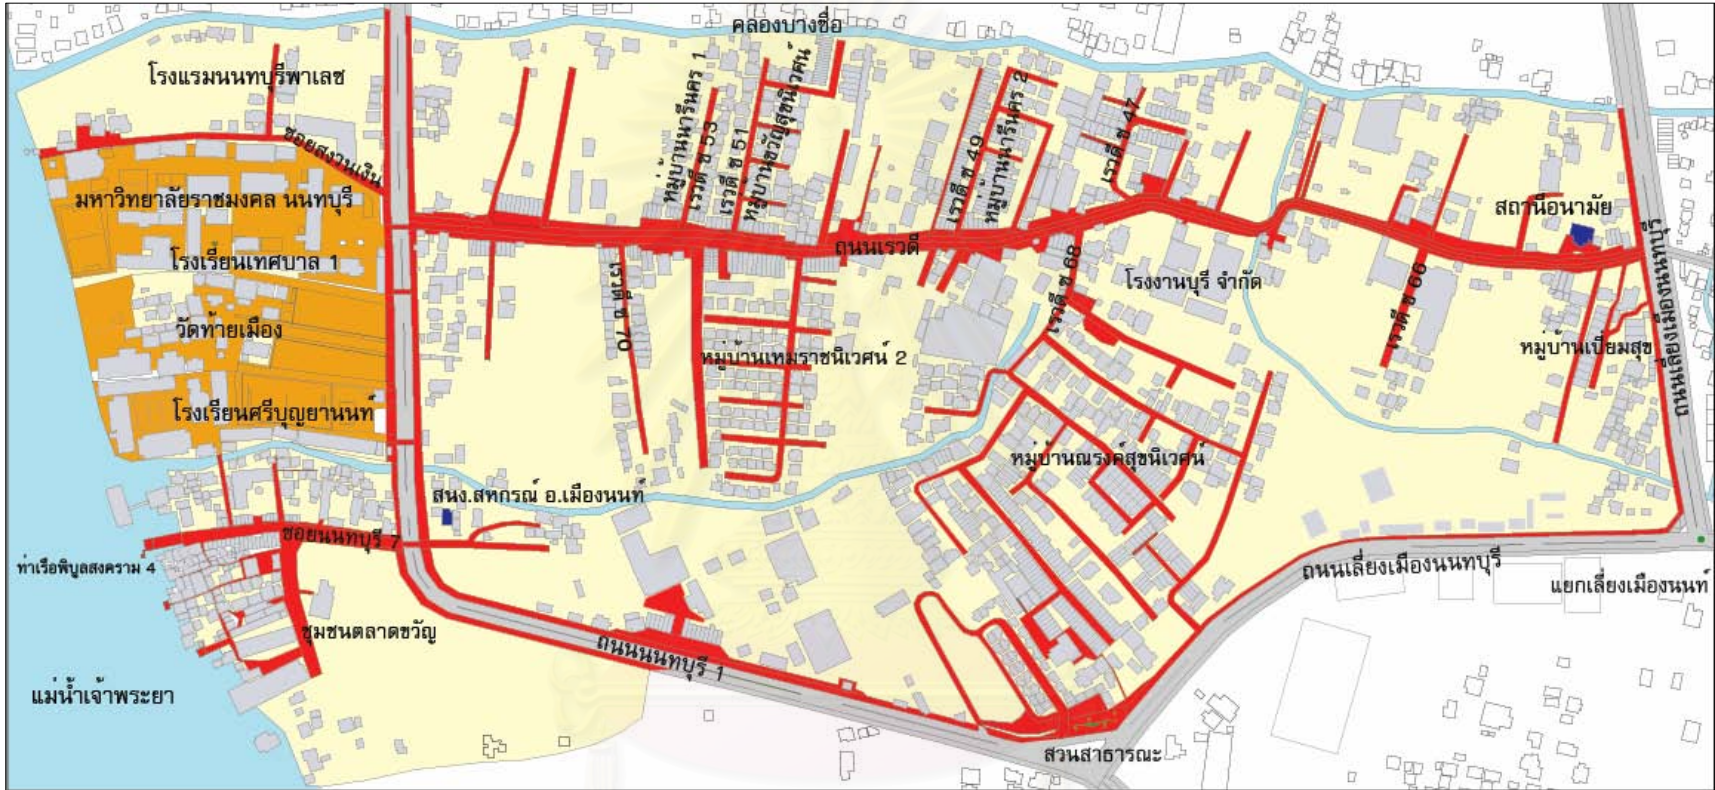 คลองบางซื่อ
โรงแรมนนทบุรีพาเลซ
ซอยสงานเงิน
มหาวิทยาลัยราชมงคล นนทบุรี
โรงเรียนเทศบาล 1
วัดท้ายเมือง
โรงเรียนศรีบุญยานนท์
หมู่บ้านนารีนคร 1
เรวดี ซ 53
เรวดี ซ 51
หมู่บ้านขวัญสุขนิเวศน์
เรวดี ซ 49
หมู่บ้านนารีนคร 2
เรวดี ซ 47
สถานีอนามัย
ถนนเรวดี
เรวดี ซ 70
เรวดี ซ 68
โรงงานบุรี จำกัด
เรวดี ซ 66
หมู่บ้านเปี่ยมสุข
ถนนเลี่ยงเมืองนนทบุรี
หมู่บ้านเหมราชนิเวศน์ 2
หมู่บ้านณรงค์สุขนิเวศน์
สนง.สหกรณ์ อ.เมืองนนท์
ซอยนนทบุรี 7
ท่าเรือพิบูลสงคราม 4
ชุมชนตลาดขวัญ
ถนนเลี่ยงเมืองนนทบุรี
แยกเลี่ยงเมืองนนท์
แม่น้ำเจ้าพระยา
ถนนนนทบุรี 1
สวนสาธารณะ